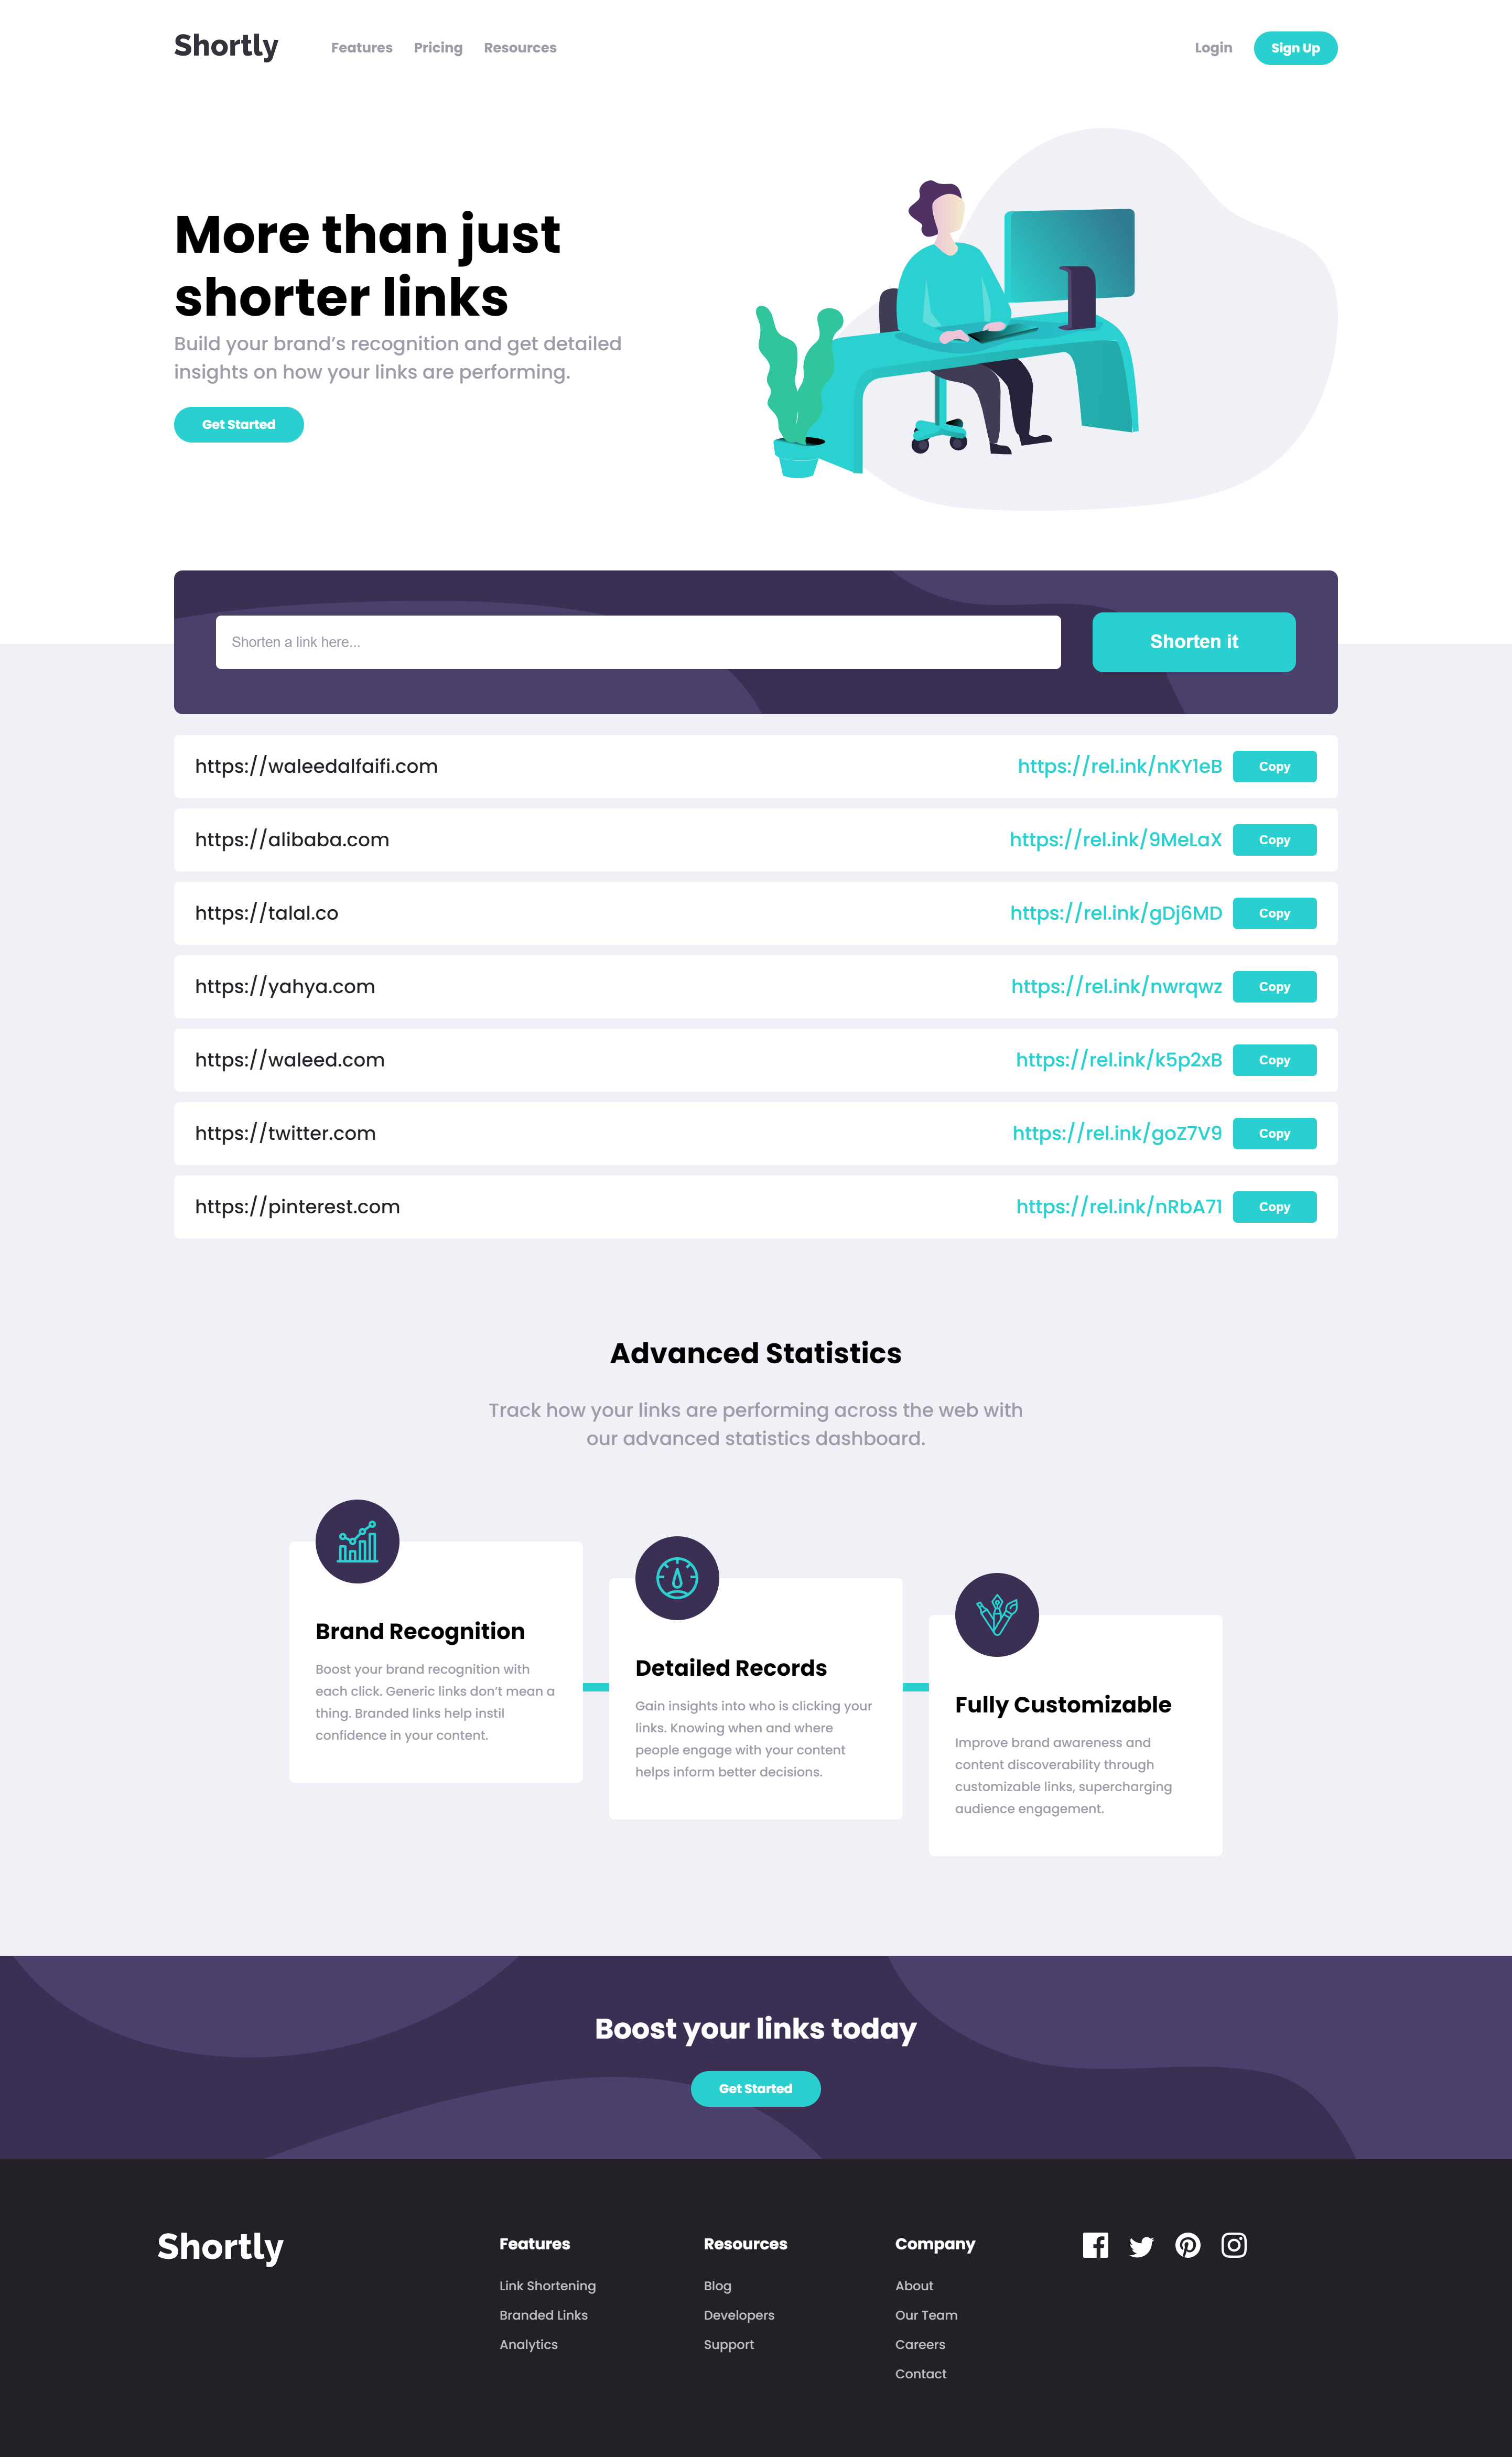 Shortly
Features
Pricing
Resources
Login
Sign Up
More than just
shorter links
Build your brand’s recognition and get detailed
insights on how your links are performing.
Get Started
Shorten a link here...
Shorten it
https://waleedalfaifi.com
https://rel.ink/nKY1eB
Copy
https://alibaba.com
https://rel.ink/9MeLaX
Copy
https://talal.co
https://rel.ink/gDj6MD
Copy
https://yahya.com
https://rel.ink/nwrqwz
Copy
https://waleed.com
https://rel.ink/k5p2xB
Copy
https://twitter.com
https://rel.ink/goZ7V9
Copy
https://pinterest.com
https://rel.ink/nRbA71
Copy
Advanced Statistics
Track how your links are performing across the web with
our advanced statistics dashboard.
Brand Recognition
Boost your brand recognition with
each click. Generic links don’t mean a
thing. Branded links help instil
confidence in your content.
Detailed Records
Gain insights into who is clicking your
links. Knowing when and where
people engage with your content
helps inform better decisions.
Fully Customizable
Improve brand awareness and
content discoverability through
customizable links, supercharging
audience engagement.
Boost your links today
Get Started
Shortly
Features
Link Shortening
Branded Links
Analytics
Resources
Blog
Developers
Support
Company
About
Our Team
Careers
Contact